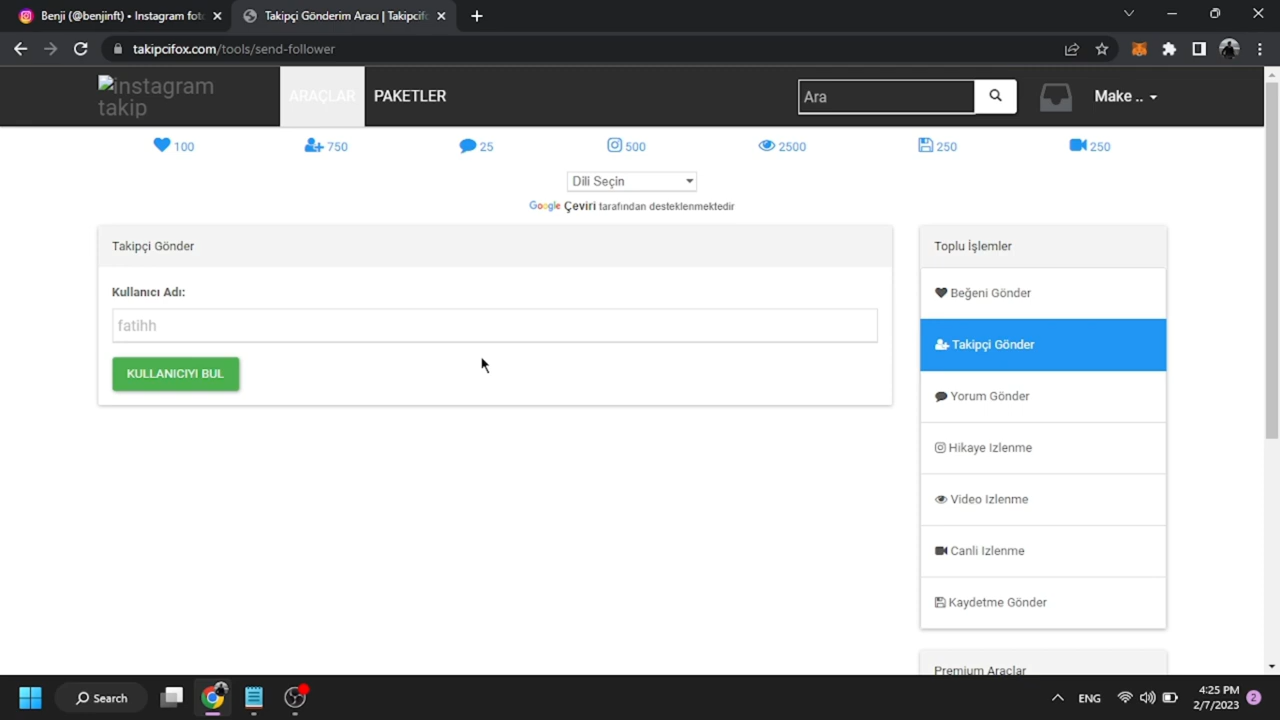 Benji (@benjinft) • Instagram foto
Takipçi Gönderim Aracı | Takipcifo
takipcifox.com/tools/send-follower
instagram
takip
ARAÇLAR
PAKETLER
Ara
Make ..
100
750
25
500
2500
250
250
Dili Seçin
Google Çeviri tarafından desteklenmektedir
Takipçi Gönder
Kullanıcı Adı:
fatihh
KULLANICIYI BUL
Toplu İşlemler
Beğeni Gönder
Takipçi Gönder
Yorum Gönder
Hikaye Izlenme
Video Izlenme
Canli Izlenme
Kaydetme Gönder
Premium Araçlar
Search
ENG
4:25 PM
2/7/2023
2